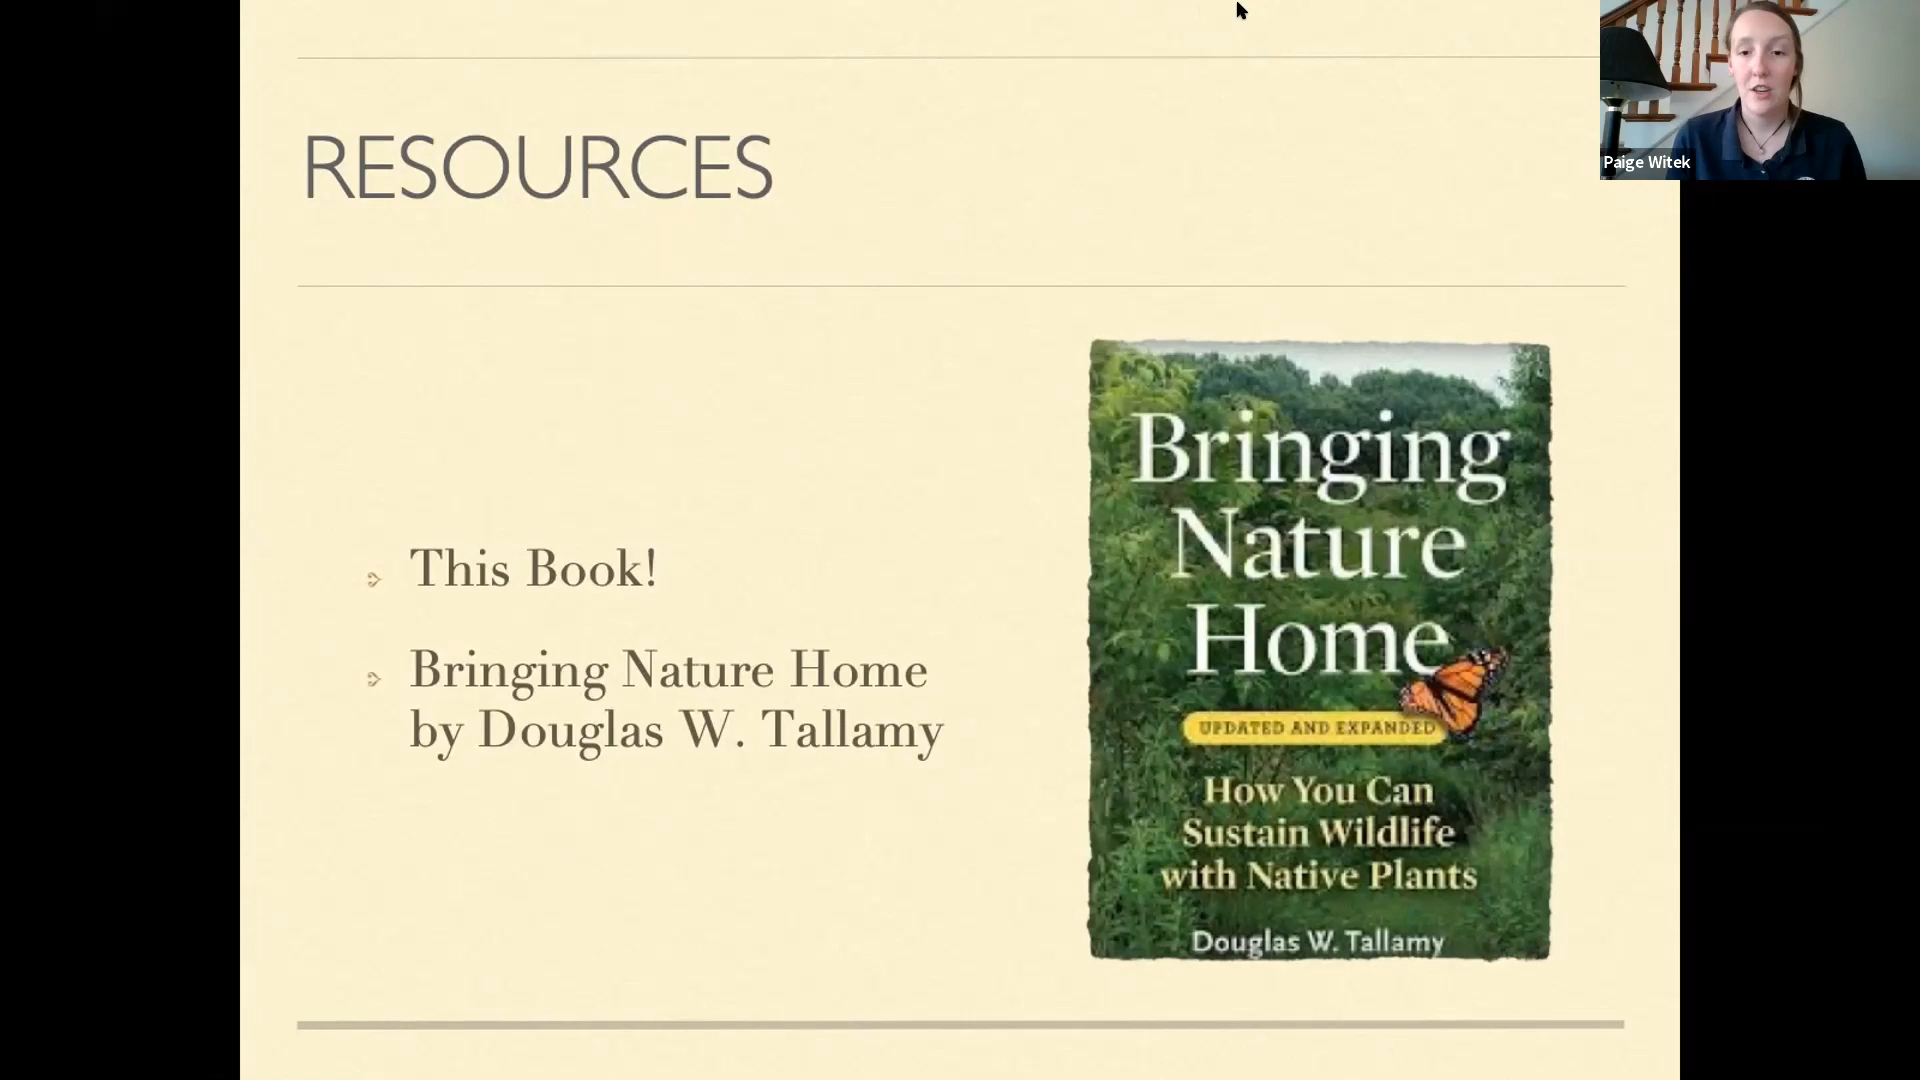 RESOURCES
This Book!
Bringing Nature Home
by Douglas W. Tallamy
Bringing
Nature
Home
UPDATED AND EXPANDED
How You Can
Sustain Wildlife
with Native Plants
Douglas W. Tallamy
Paige Witek